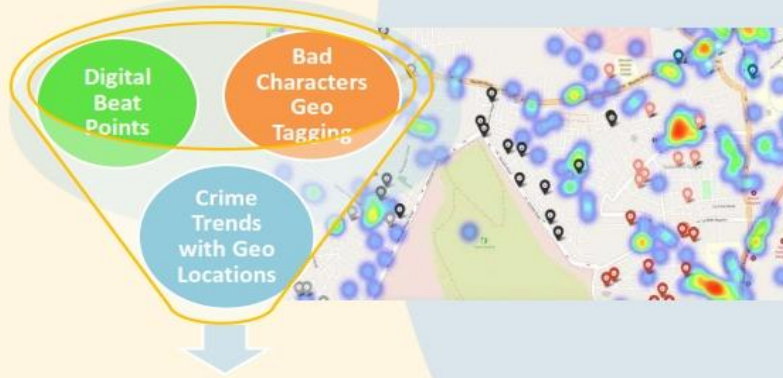 Digital
Beat
Points
Bad
Characters
Geo
Tagging
Crime
Trends
with Geo
Locations